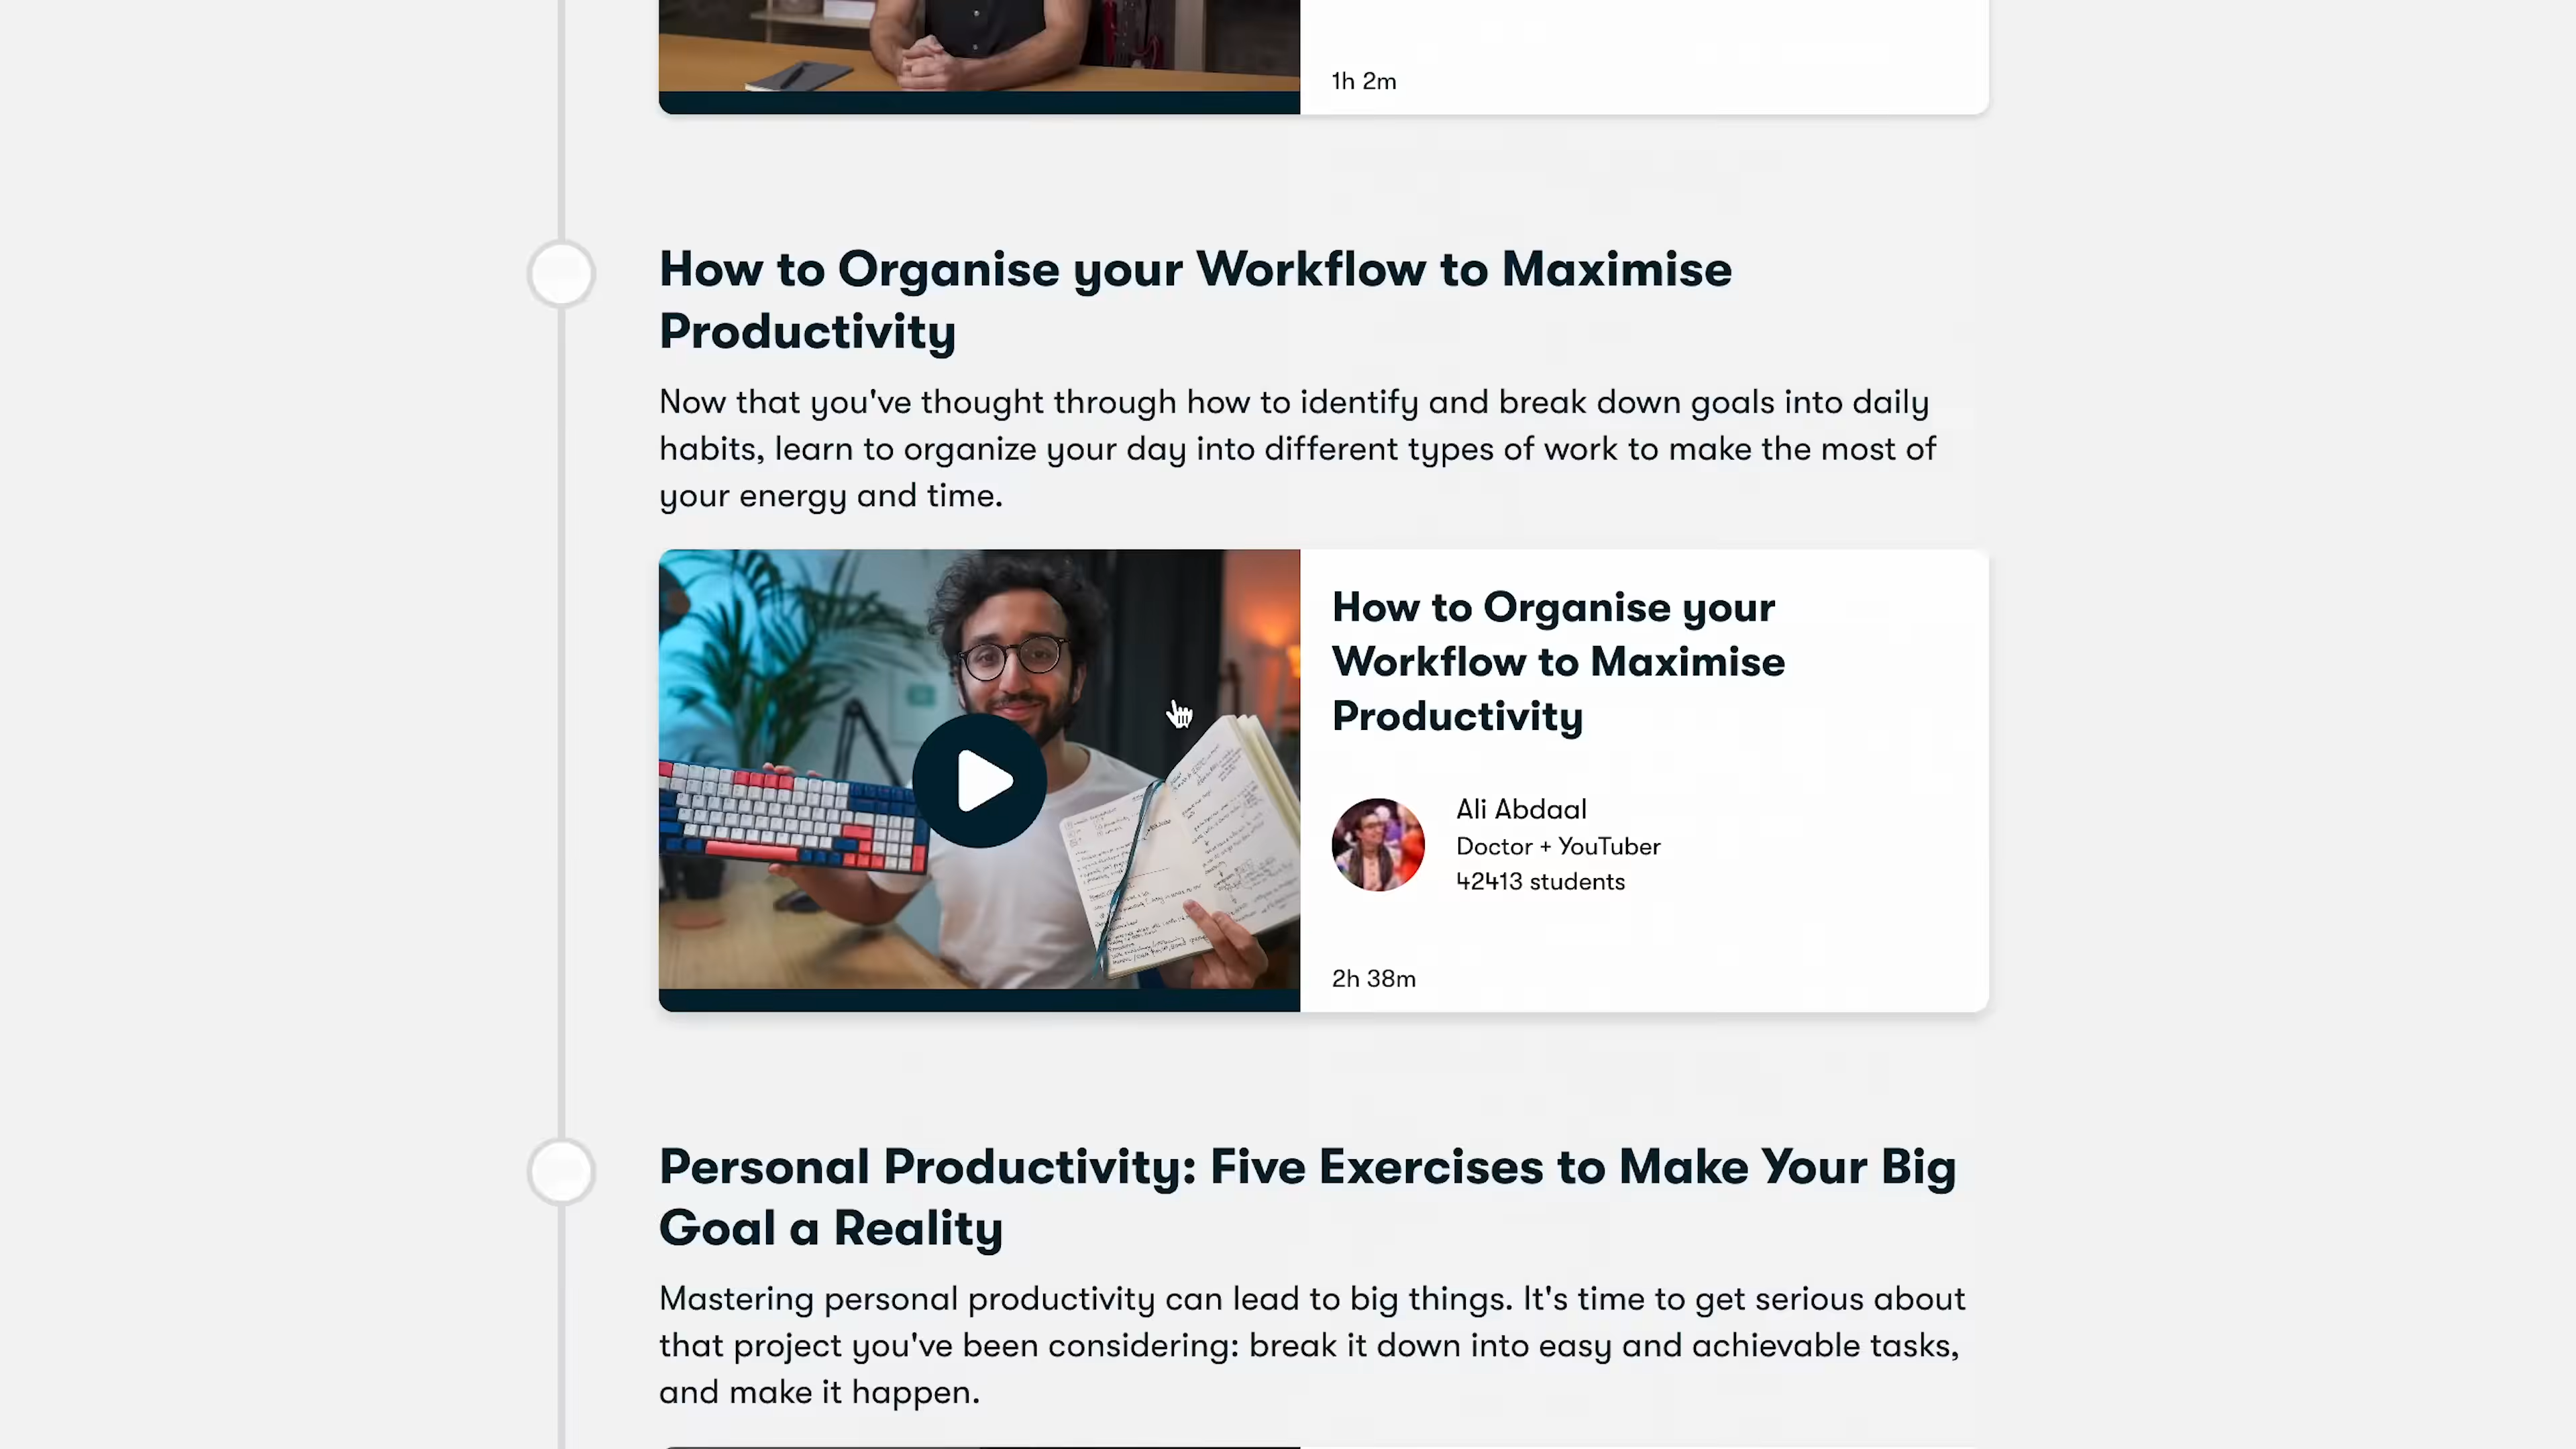 1h 2m
How to Organise your Workflow to Maximise
Productivity
Now that you've thought through how to identify and break down goals into daily
habits, learn to organize your day into different types of work to make the most of
your energy and time.
How to Organise your
Workflow to Maximise
Productivity
Ali Abdaal
Doctor + YouTuber
42413 students
2h 38m
Personal Productivity: Five Exercises to Make Your Big
Goal a Reality
Mastering personal productivity can lead to big things. It's time to get serious about
that project you've been considering: break it down into easy and achievable tasks,
and make it happen.